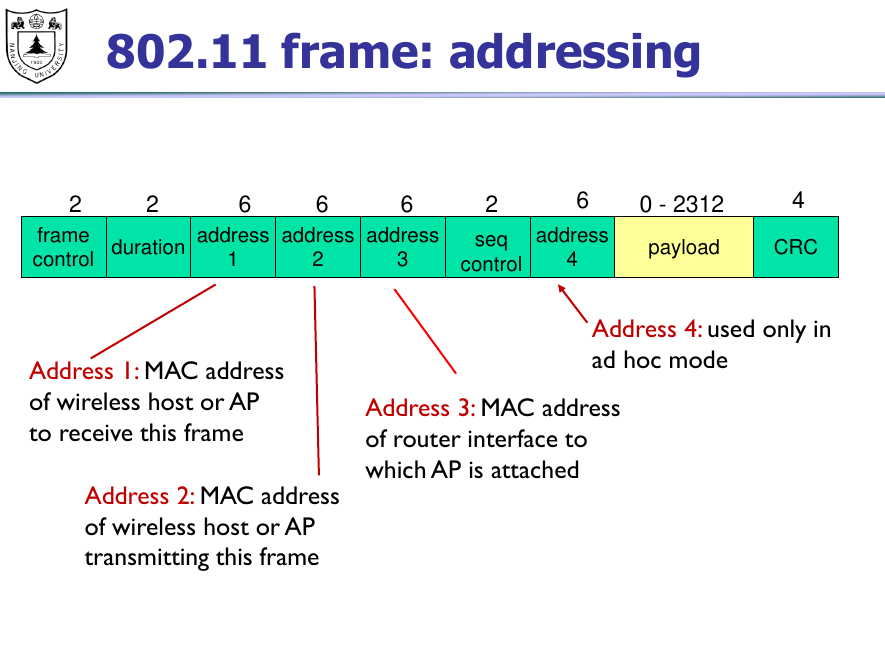 802.11 frame: addressing
NANJING UNIVERSITY
1902
2 2 6 6 6 2 6 0 - 2312 4
frame control
duration
address 1
address 2
address 3
seq control
address 4
payload
CRC
Address 4: used only in
ad hoc mode
Address 1: MAC address
of wireless host or AP
to receive this frame
Address 3: MAC address
of router interface to
which AP is attached
Address 2: MAC address
of wireless host or AP
transmitting this frame